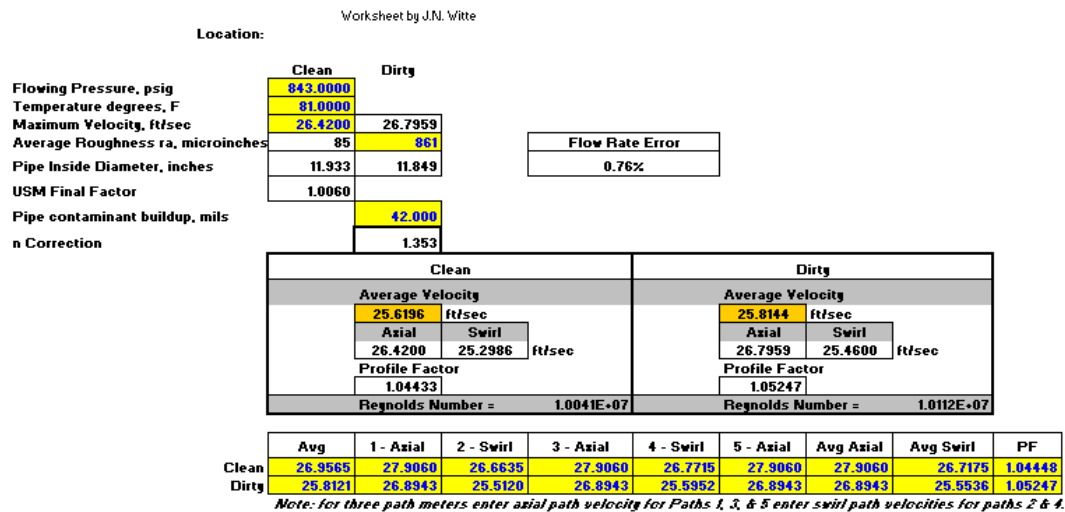 Worksheet by J.N. Witte
Location:
Clean Dirty
Flowing Pressure, psig 843.0000
Temperature degrees, F 81.0000
Maximum Velocity, ft/sec 26.4200 26.7959
Average Roughness ra, microinches 85 861 Flow Rate Error
Pipe Inside Diameter, inches 11.933 11.849 0.76%
USM Final Factor 1.0060
Pipe contaminant buildup, mils 42.000
n Correction 1.353
Clean Dirty
Average Velocity Average Velocity
25.6196 ft/sec 25.8144 ft/sec
Axial Swirl Axial Swirl
26.4200 25.2986 ft/sec 26.7959 25.4600 ft/sec
Profile Factor Profile Factor
1.04433 1.05247
Reynolds Number = 1.0041E+07 Reynolds Number = 1.0112E+07
Avg 1 - Axial 2 - Swirl 3 - Axial 4 - Swirl 5 - Axial Avg Axial Avg Swirl PF
Clean 26.9565 27.9060 26.6635 27.9060 26.7715 27.9060 27.9060 26.7175 1.04448
Dirty 25.8121 26.8943 25.5120 26.8943 25.5952 26.8943 26.8943 25.5536 1.05247
Note: for three path meters enter axial path velocity for Paths 1, 3, & 5 enter swirl path velocities for paths 2 & 4.